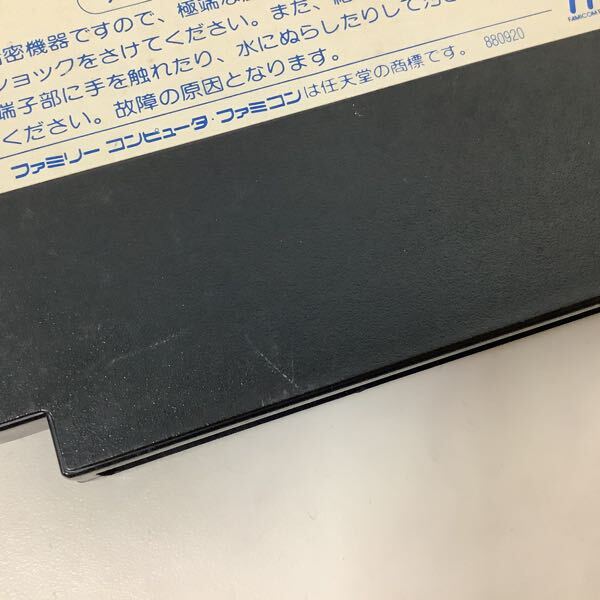 密機器ですので、極端な
ショックをさけてください。また、
端子部に手を触れたり、水にぬらしたりして汚さ
ください。故障の原因となります。
880920
ファミリーコンピュータ・ファミコンは任天堂の商標です。